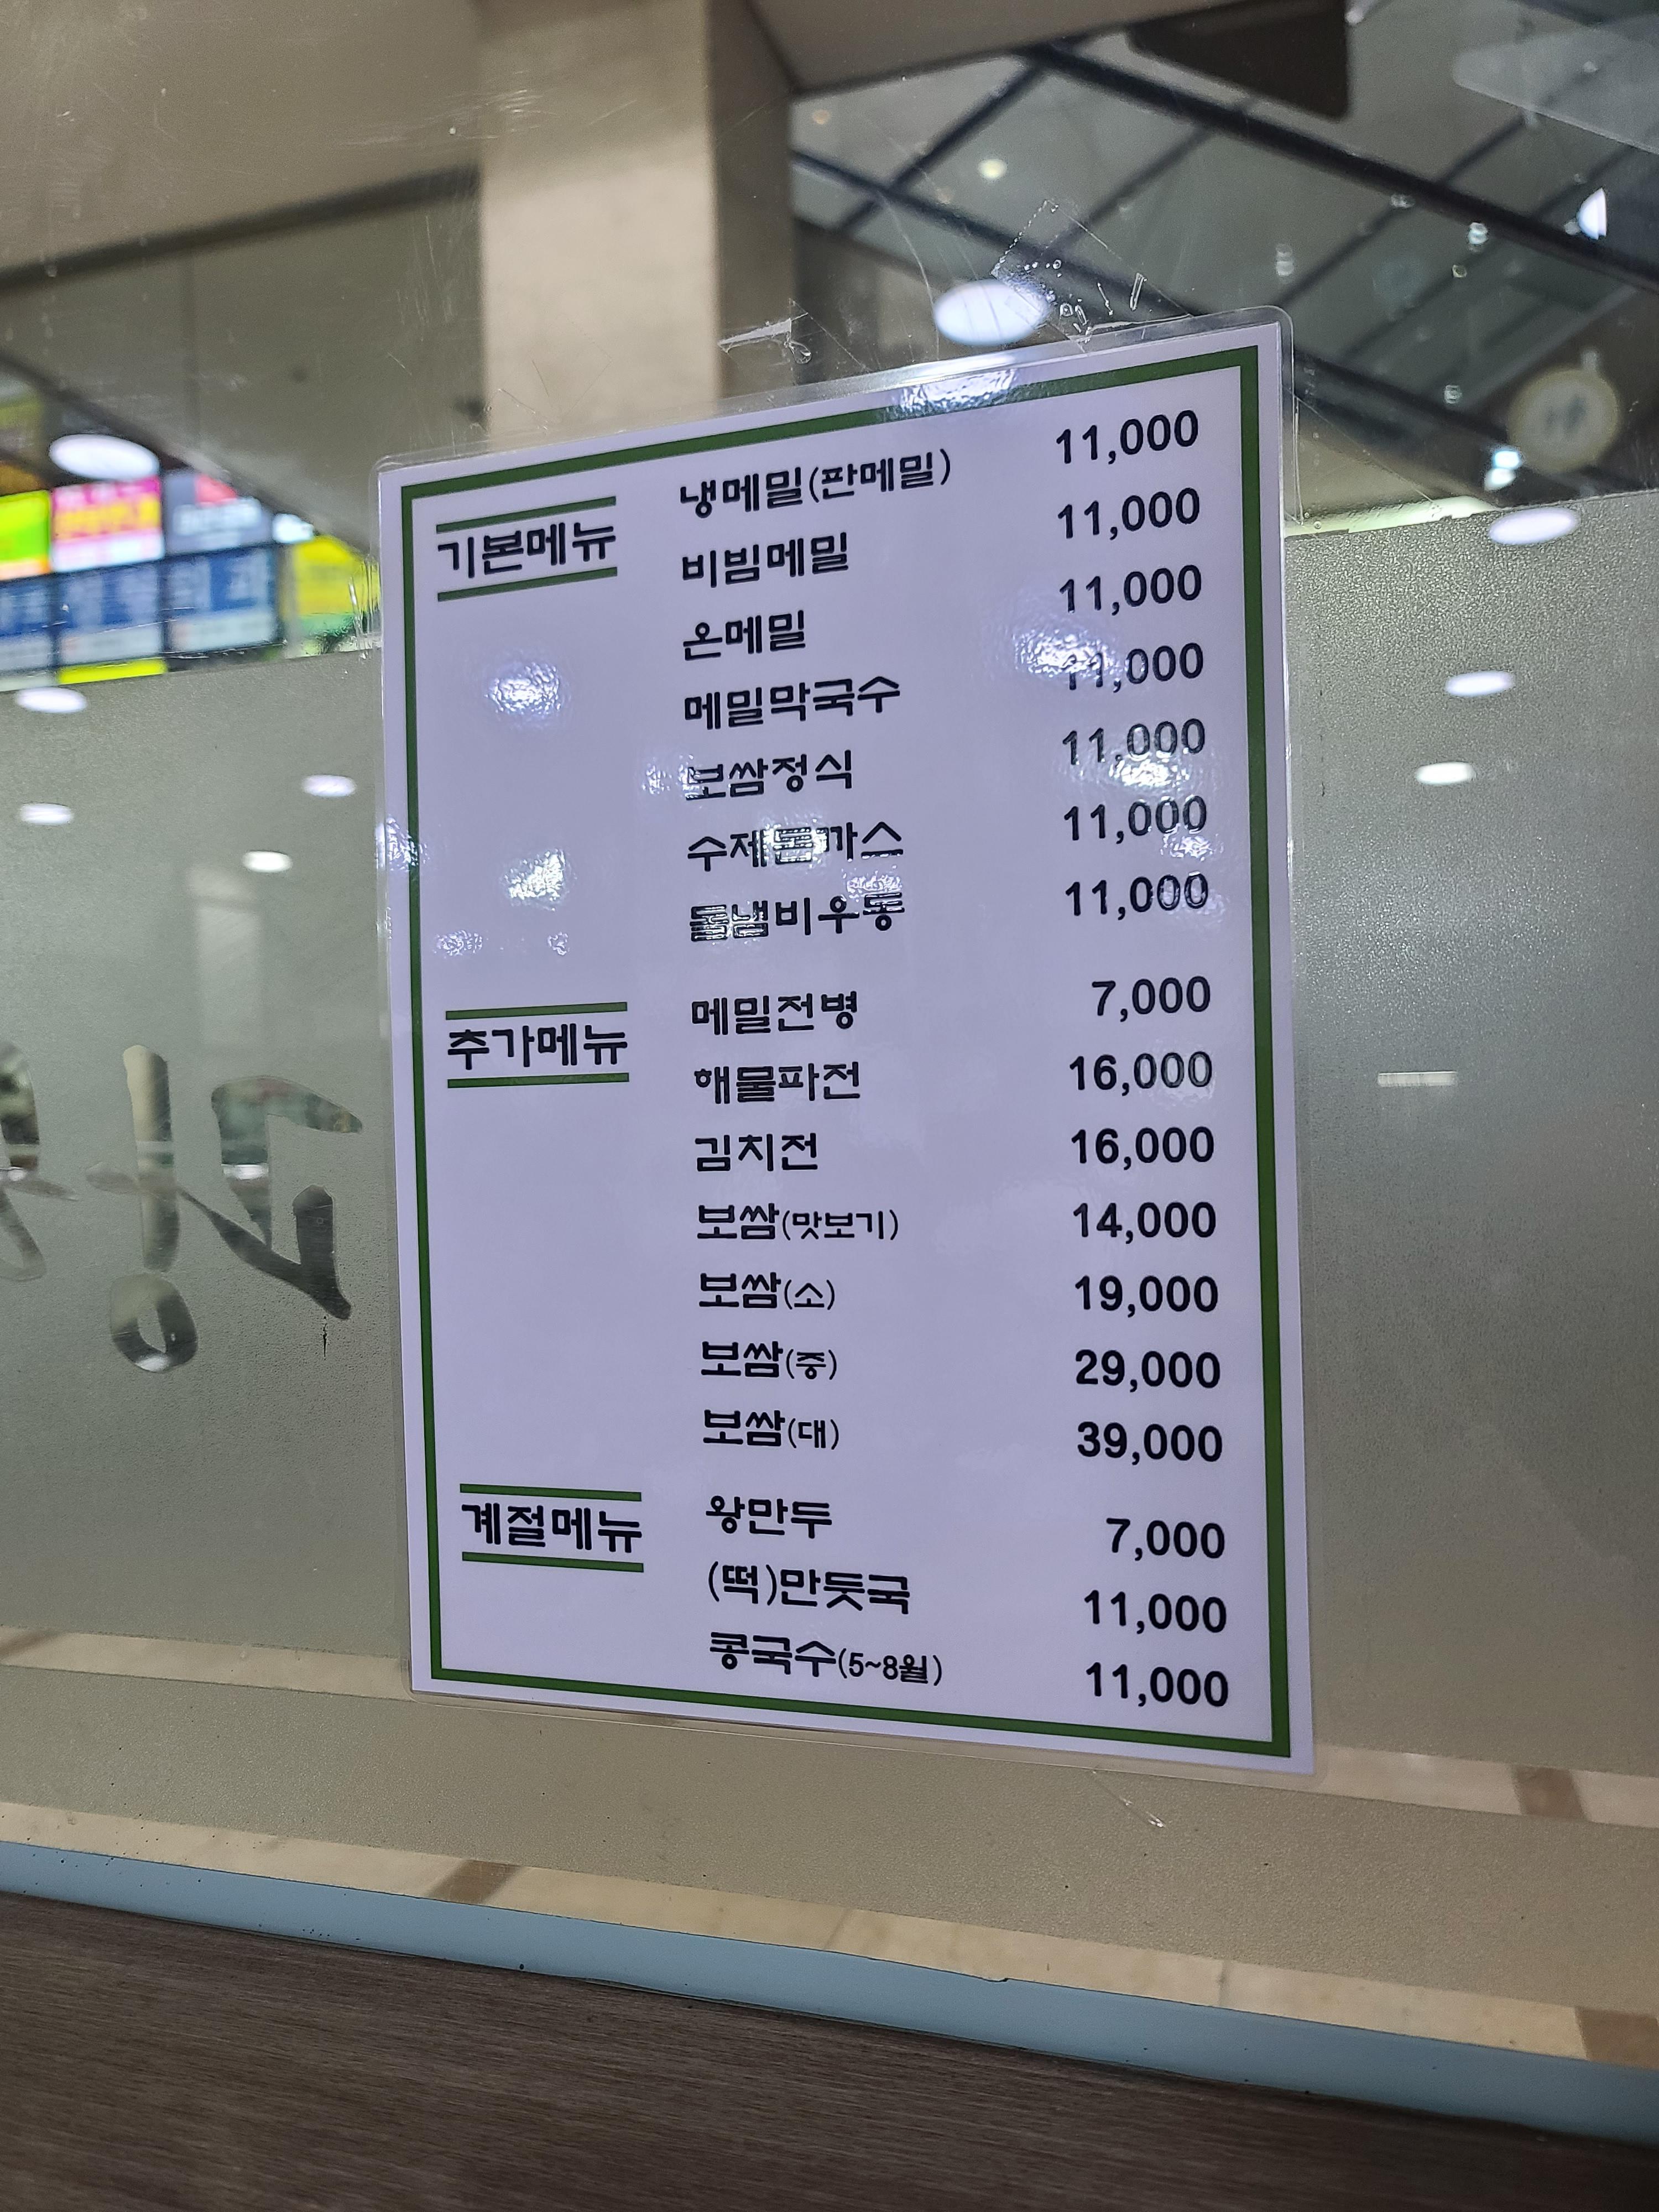 기본메뉴
냉메밀(판메밀) 11,000
비빔메밀 11,000
온메밀 11,000
메밀막국수 11,000
보쌈정식 11,000
수제돈까스 11,000
돌냄비우동 11,000
추가메뉴
메밀전병 7,000
해물파전 16,000
김치전 16,000
보쌈(맛보기) 14,000
보쌈(소) 19,000
보쌈(중) 29,000
보쌈(대) 39,000
계절메뉴
왕만두 7,000
(떡)만둣국 11,000
콩국수(5~8월) 11,000